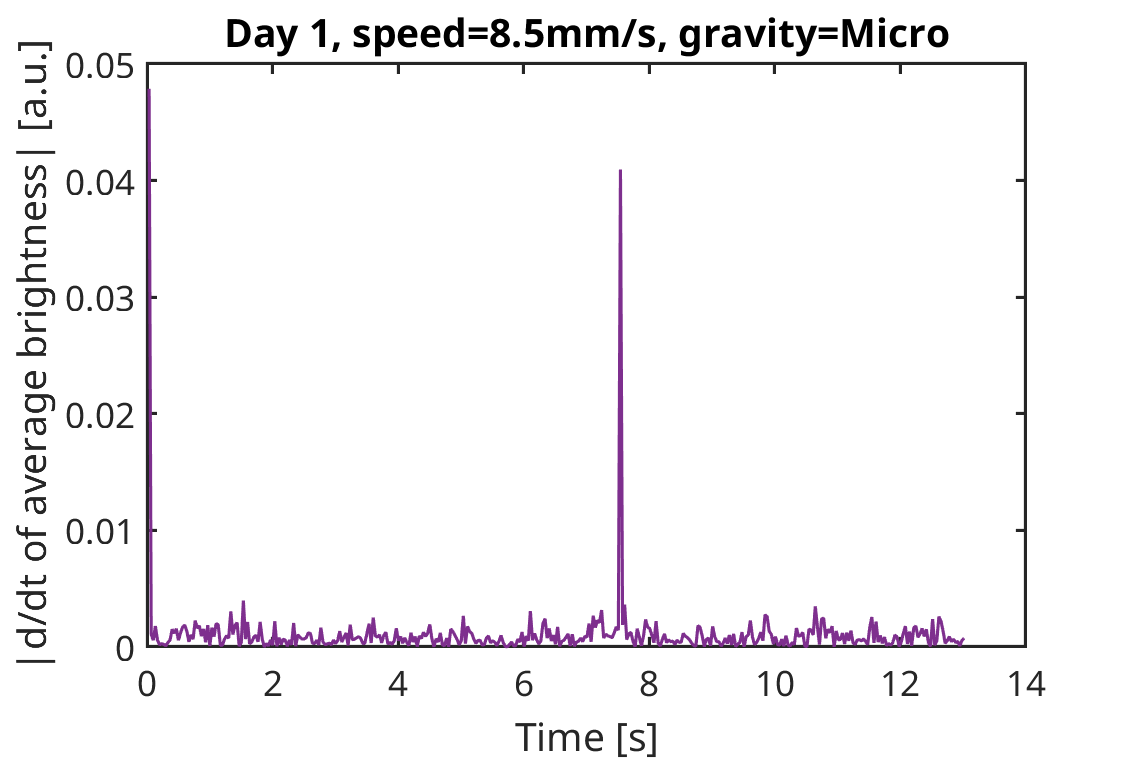 Day 1, speed=8.5mm/s, gravity=Micro
|d/dt of average brightness| [a.u.]
0.05
0.04
0.03
0.02
0.01
0
0 2 4 6 8 10 12 14
Time [s]